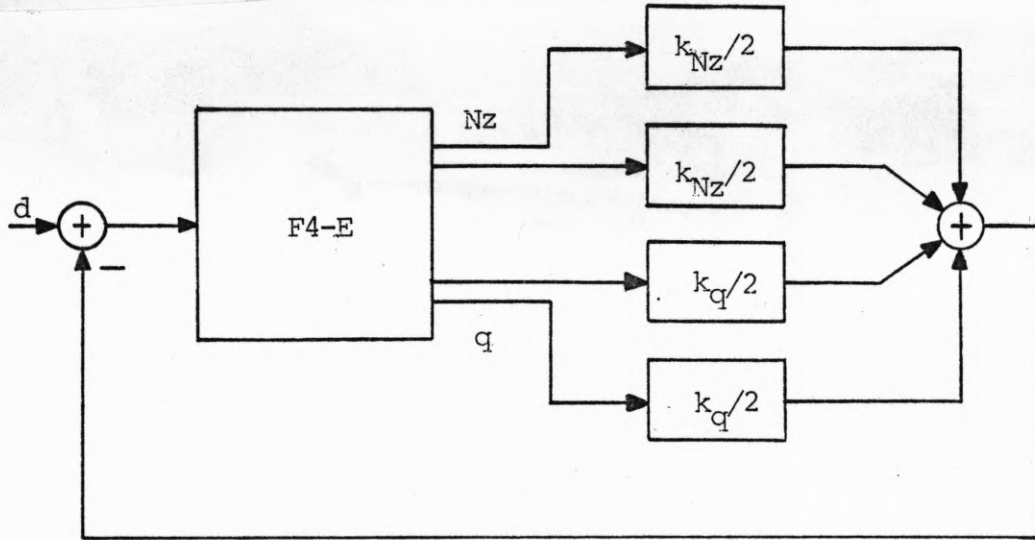 k_Nz/2
Nz
k_Nz/2
d
+
F4-E
+
−
k_q/2
q
k_q/2